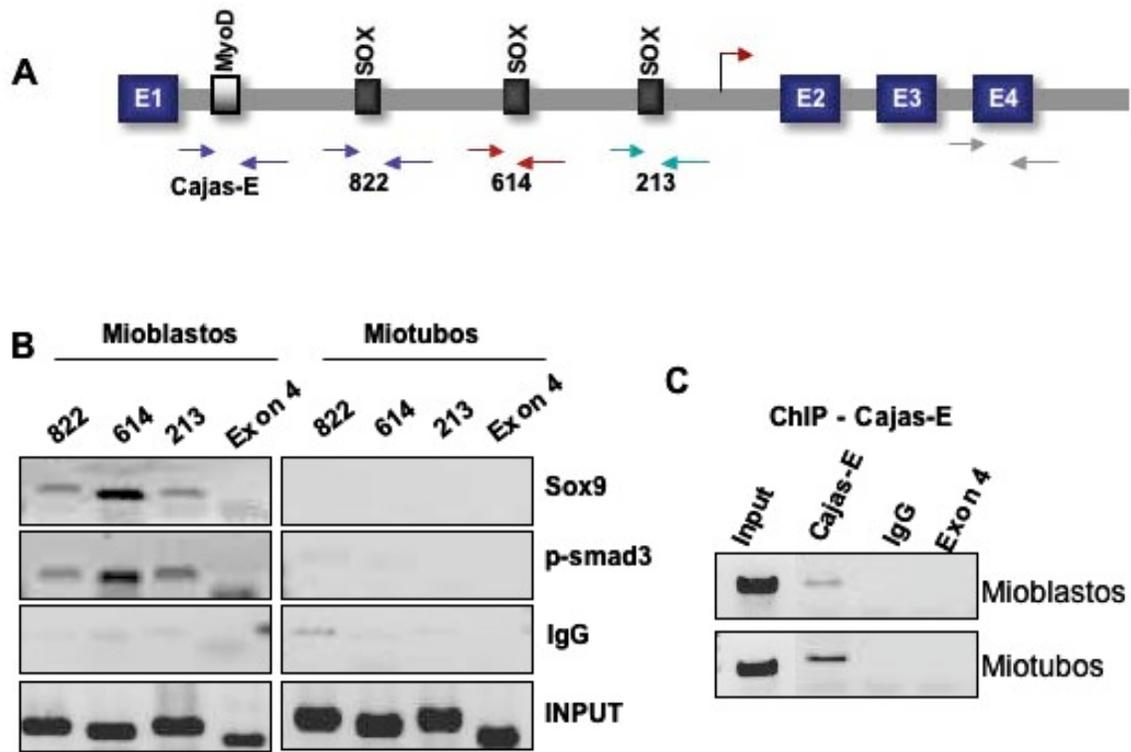 A
MyoD
SOX
SOX
SOX
E1
E2
E3
E4
Cajas-E
822
614
213
B
Mioblastos
Miotubos
822
614
213
Exon 4
822
614
213
Exon 4
Sox9
p-smad3
IgG
INPUT
C
ChIP - Cajas-E
Input
Cajas-E
IgG
Exon 4
Mioblastos
Miotubos